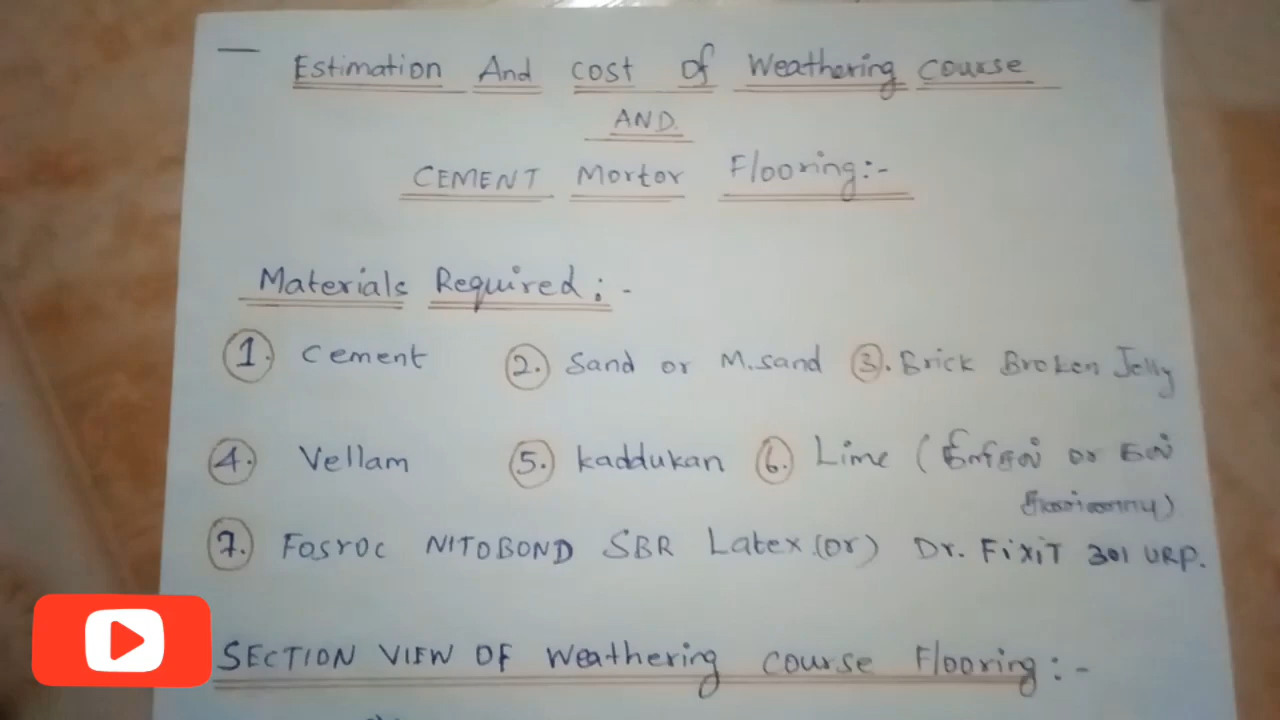 Estimation And cost of Weathering course
AND.
CEMENT Mortor Flooring:-
Materials Required:-
1. Cement 2. Sand or M.sand 3. Brick Broken Jelly
4. Vellam 5. kaddukan 6. Lime ( or கல்
சுண்ணாம்பு)
7. Fosroc NITOBOND SBR Latex (or) Dr. FixiT 301 URP.
SECTION VIEW OF Weathering course Flooring:-